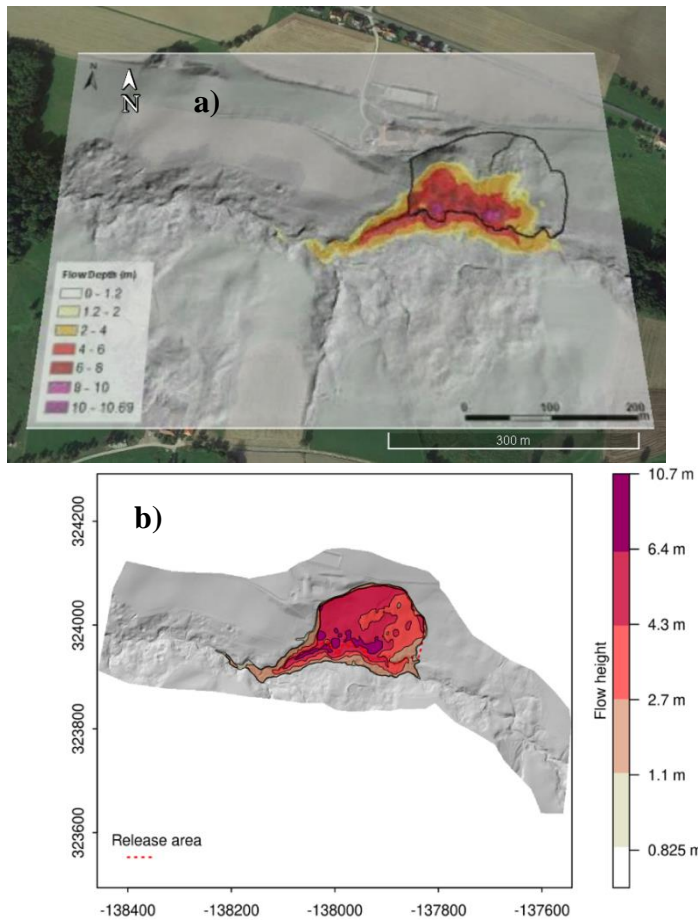 N
N
a)
Flow Depth (m)
0 - 1.2
1.2 - 2
2 - 4
4 - 6
6 - 8
8 - 10
10 - 10.69
0 100 200
m
300 m
b)
324200
324000
323800
323600
Release area
-138400 -138200 -138000 -137800 -137600
10.7 m
6.4 m
4.3 m
2.7 m
1.1 m
0.825 m
Flow height